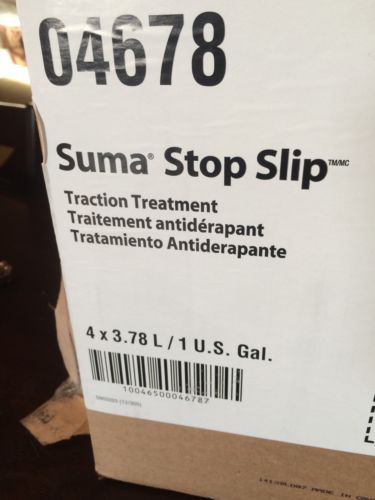 04678
Suma® Stop Slip™/MC
Traction Treatment
Traitement antidérapant
Tratamiento Antiderapante
4 x 3.78 L / 1 U.S. Gal.
10046500046787